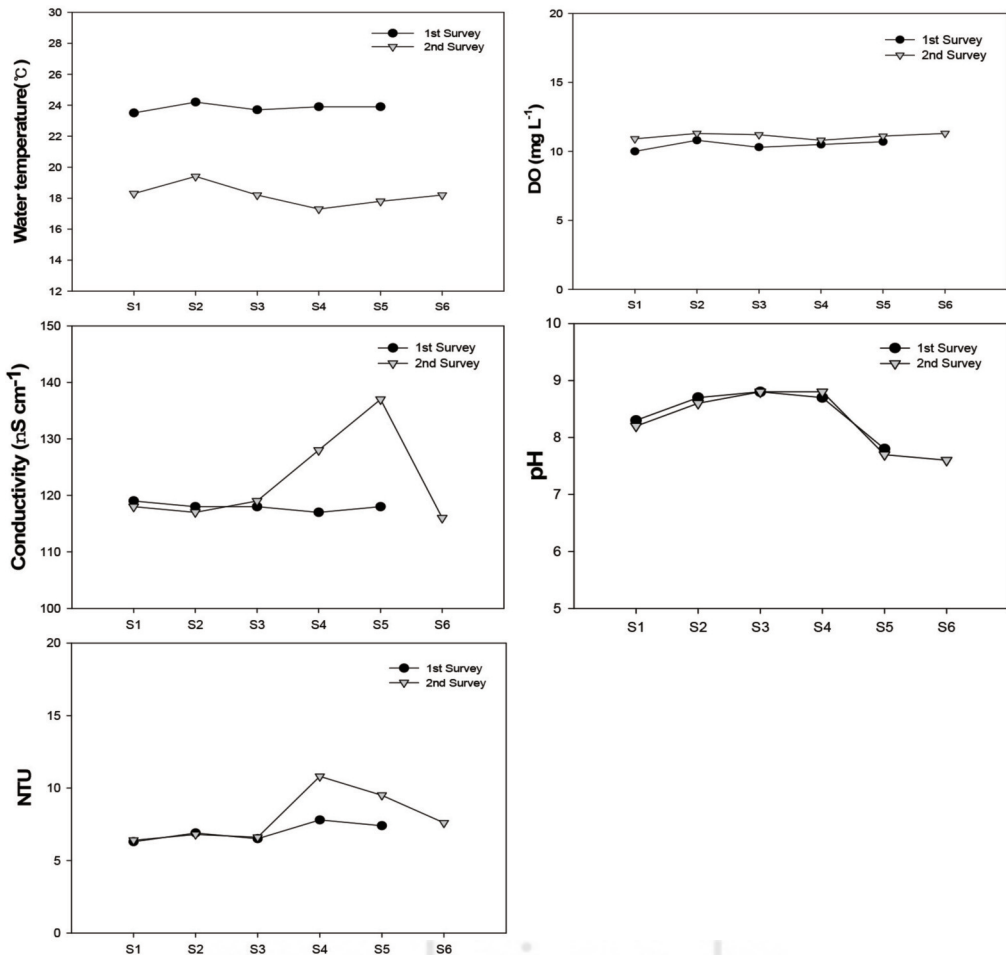 Water temperature(℃)
30
28
26
24
22
20
18
16
14
12
1st Survey
2nd Survey
S1 S2 S3 S4 S5 S6
DO (mg L⁻¹)
20
15
10
5
0
1st Survey
2nd Survey
S1 S2 S3 S4 S5 S6
Conductivity (nS cm⁻¹)
150
140
130
120
110
100
1st Survey
2nd Survey
S1 S2 S3 S4 S5 S6
pH
10
9
8
7
6
5
1st Survey
2nd Survey
S1 S2 S3 S4 S5 S6
NTU
20
15
10
5
0
1st Survey
2nd Survey
S1 S2 S3 S4 S5 S6